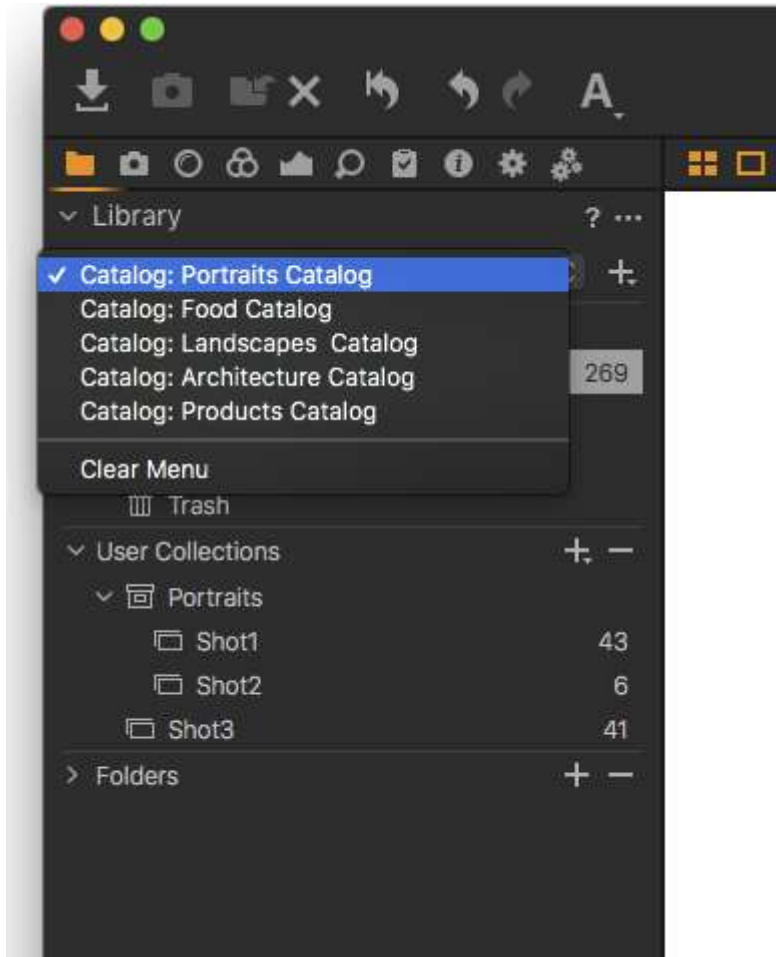 A
Library ? ...
✓ Catalog: Portraits Catalog
Catalog: Food Catalog
Catalog: Landscapes  Catalog
Catalog: Architecture Catalog
Catalog: Products Catalog
269
Clear Menu
Trash
User Collections
Portraits
Shot1 43
Shot2 6
Shot3 41
Folders